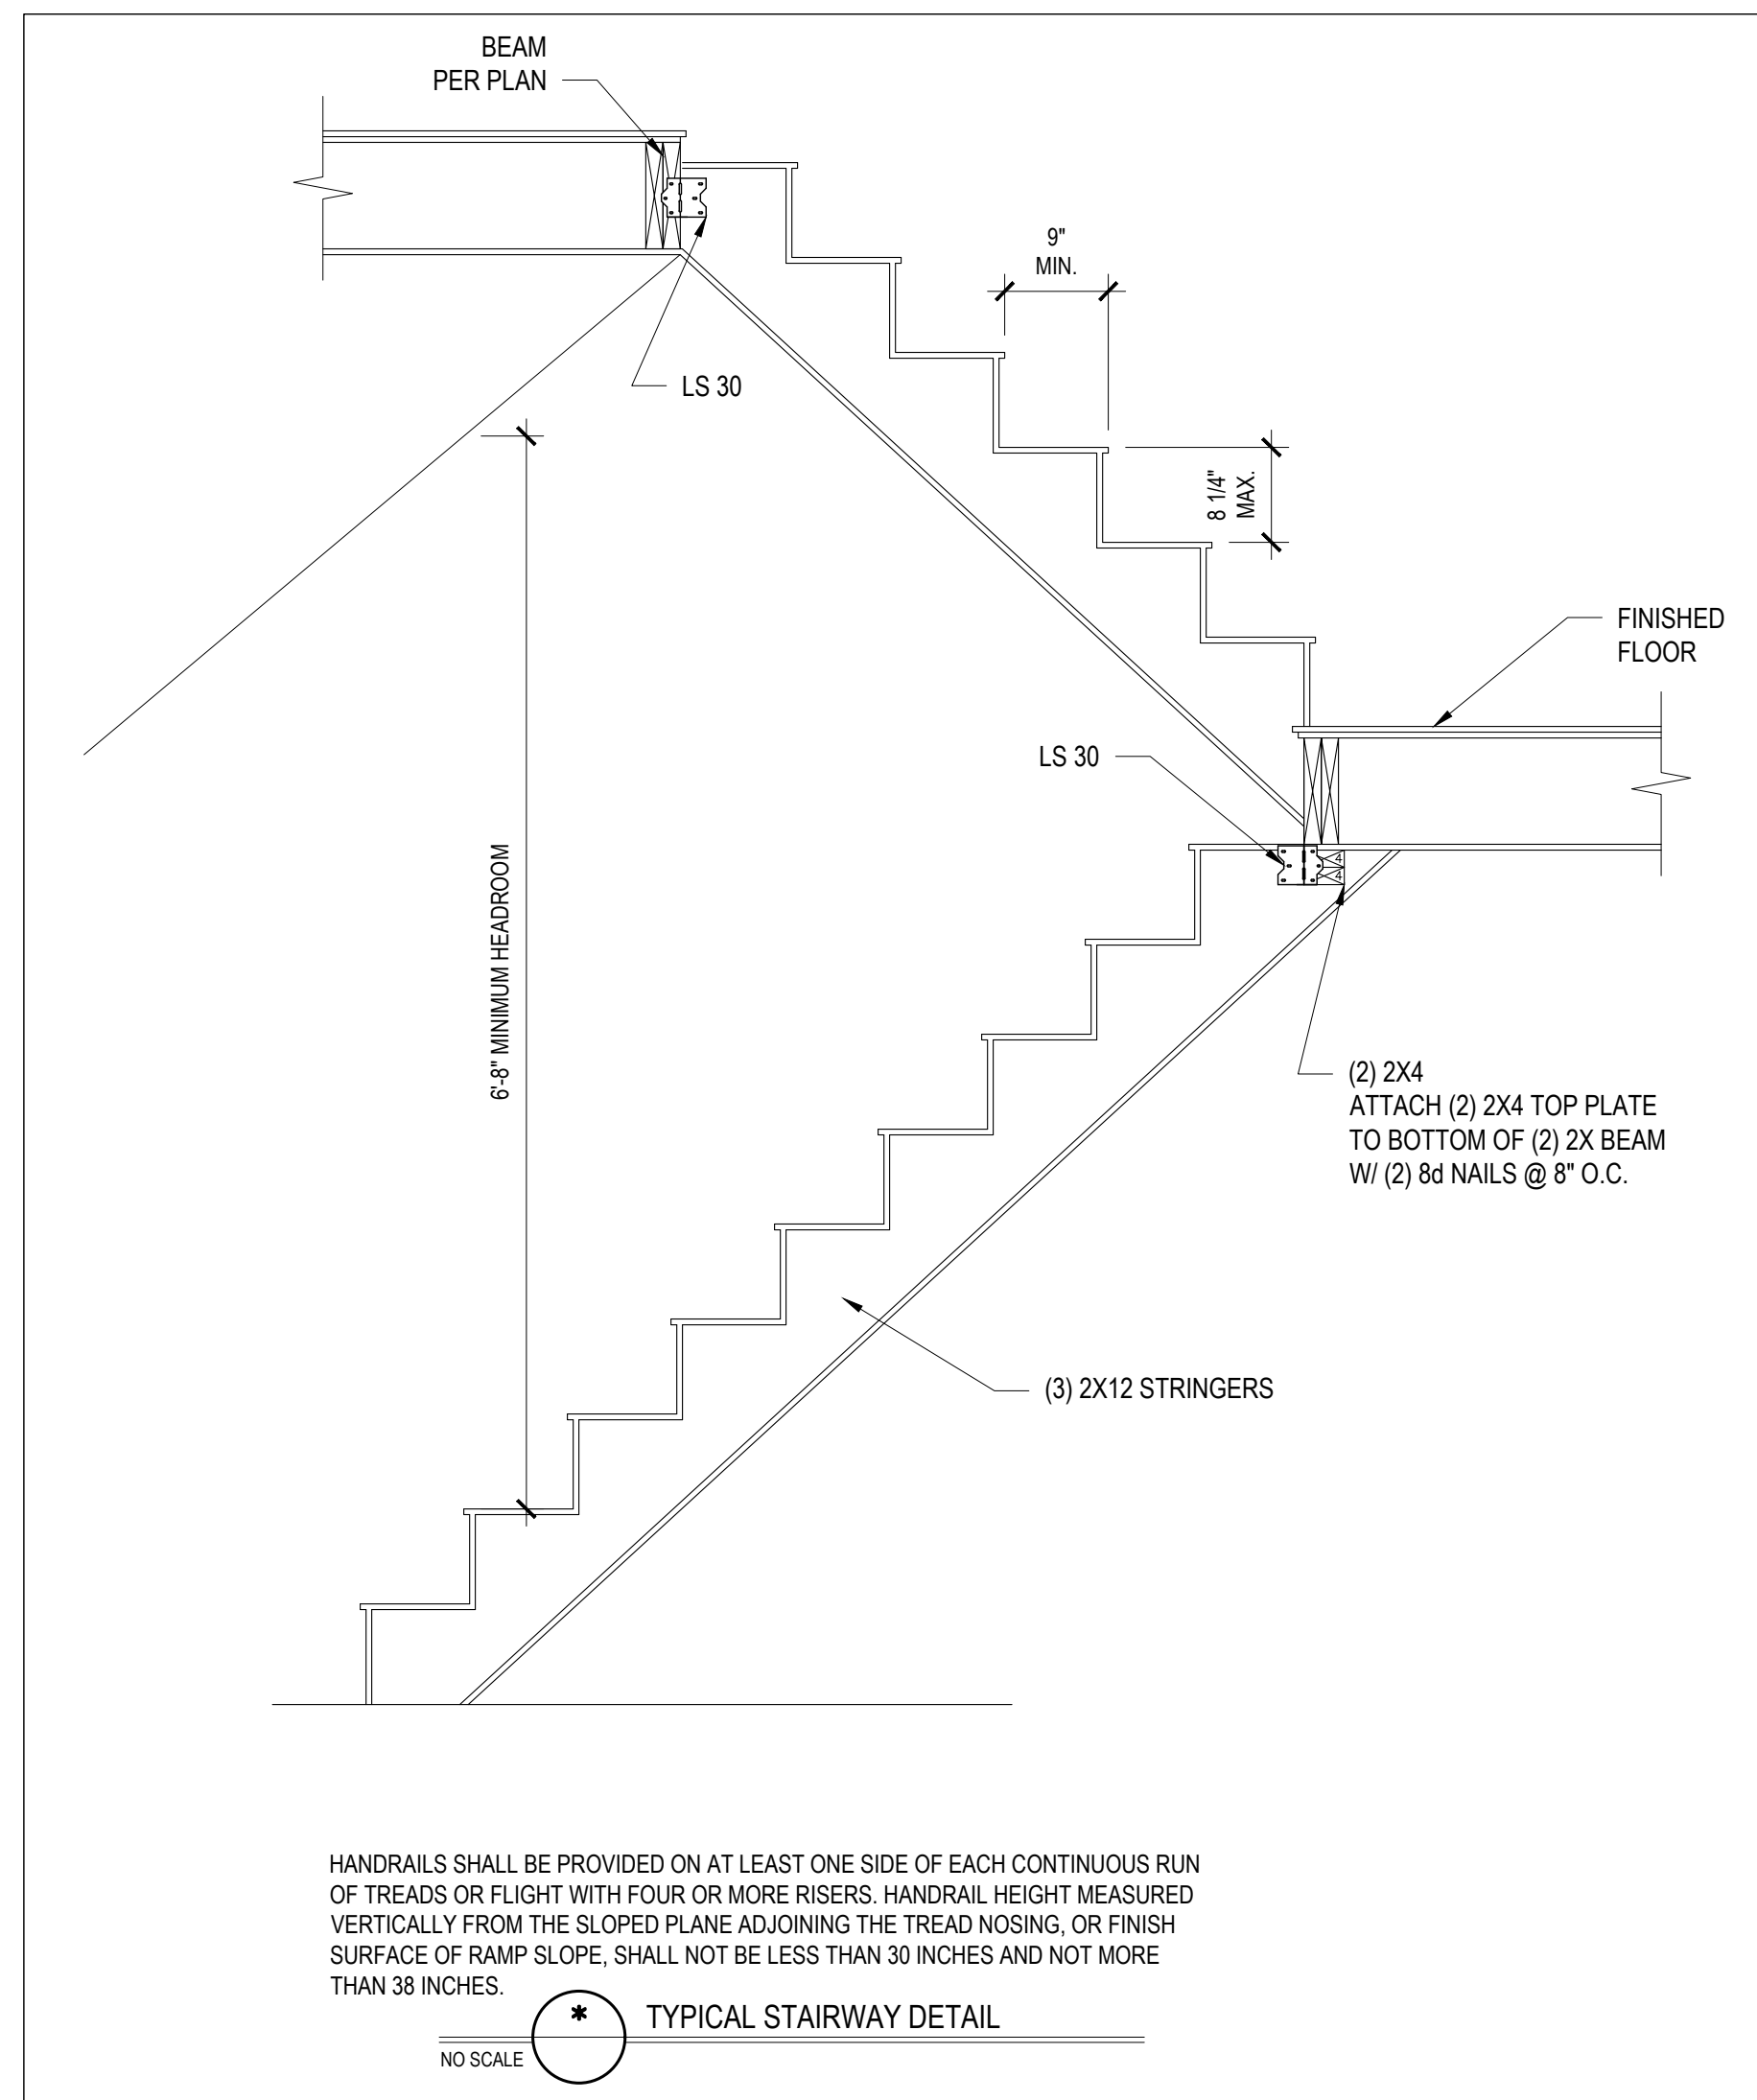 BEAM
PER PLAN
9"
MIN.
LS 30
8 1/4"
MAX.
FINISHED
FLOOR
LS 30
4
4
6'-8" MINIMUM HEADROOM
(2) 2X4
ATTACH (2) 2X4 TOP PLATE
TO BOTTOM OF (2) 2X BEAM
W/ (2) 8d NAILS @ 8" O.C.
(3) 2X12 STRINGERS
HANDRAILS SHALL BE PROVIDED ON AT LEAST ONE SIDE OF EACH CONTINUOUS RUN
OF TREADS OR FLIGHT WITH FOUR OR MORE RISERS. HANDRAIL HEIGHT MEASURED
VERTICALLY FROM THE SLOPED PLANE ADJOINING THE TREAD NOSING, OR FINISH
SURFACE OF RAMP SLOPE, SHALL NOT BE LESS THAN 30 INCHES AND NOT MORE
THAN 38 INCHES.
* TYPICAL STAIRWAY DETAIL
NO SCALE